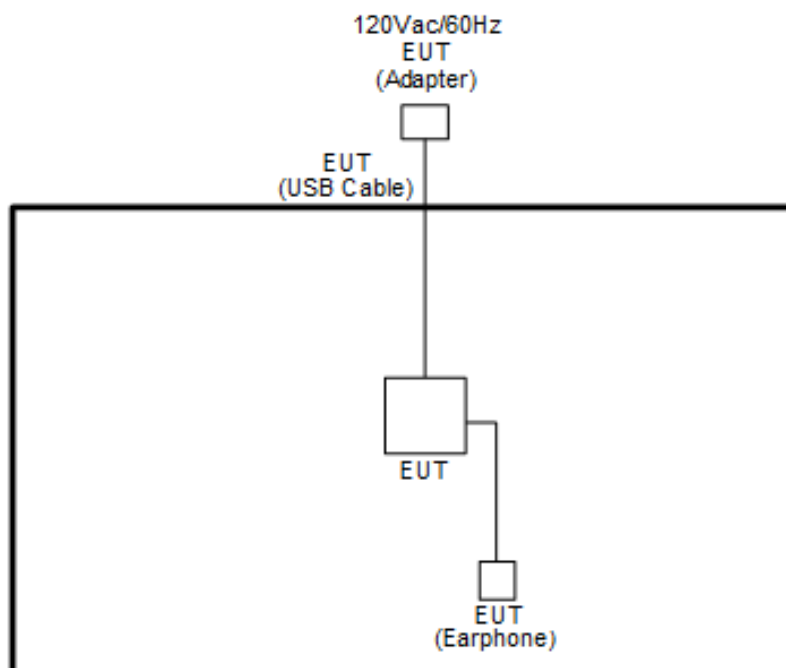 120Vac/60Hz
EUT
(Adapter)
EUT
(USB Cable)
EUT
EUT
(Earphone)